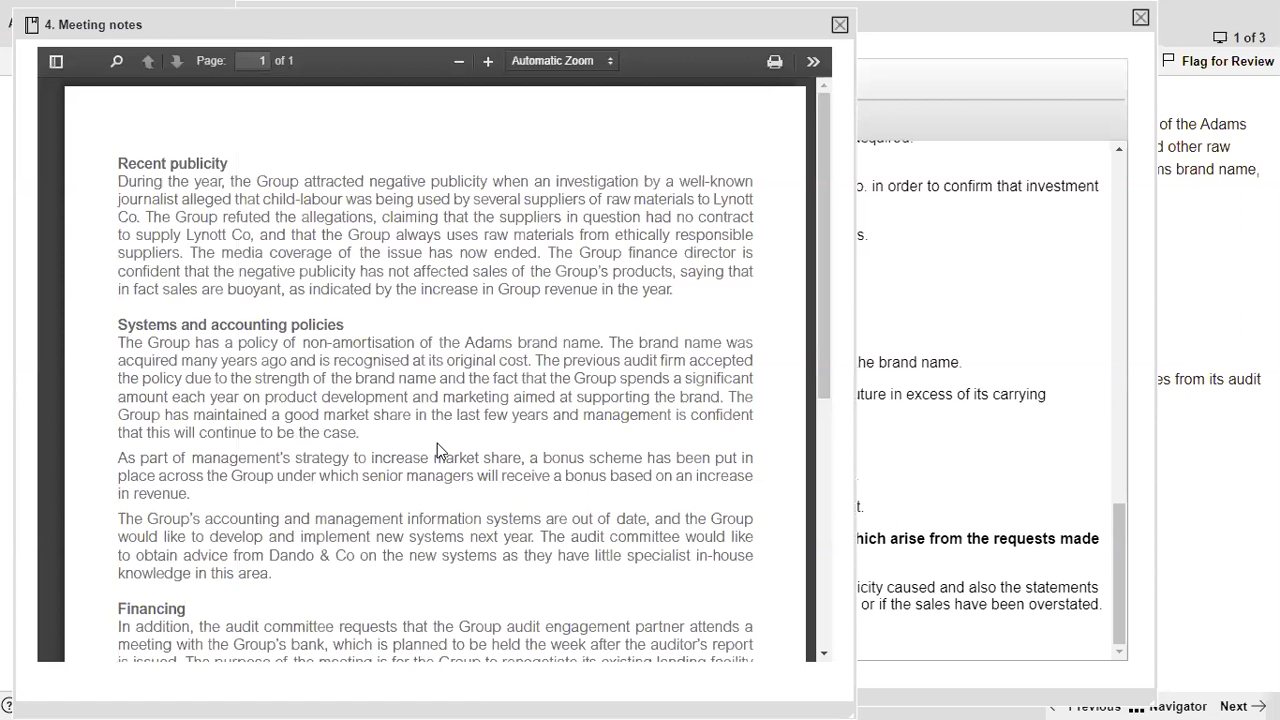 4. Meeting notes
Page: 1 of 1
Automatic Zoom
1 of 3
Flag for Review
Recent publicity
During the year, the Group attracted negative publicity when an investigation by a well-known
journalist alleged that child-labour was being used by several suppliers of raw materials to Lynott
Co. The Group refuted the allegations, claiming that the suppliers in question had no contract
to supply Lynott Co, and that the Group always uses raw materials from ethically responsible
suppliers. The media coverage of the issue has now ended. The Group finance director is
confident that the negative publicity has not affected sales of the Group's products, saying that
in fact sales are buoyant, as indicated by the increase in Group revenue in the year.
Systems and accounting policies
The Group has a policy of non-amortisation of the Adams brand name. The brand name was
acquired many years ago and is recognised at its original cost. The previous audit firm accepted
the policy due to the strength of the brand name and the fact that the Group spends a significant
amount each year on product development and marketing aimed at supporting the brand. The
Group has maintained a good market share in the last few years and management is confident
that this will continue to be the case.
As part of management's strategy to increase market share, a bonus scheme has been put in
place across the Group under which senior managers will receive a bonus based on an increase
in revenue.
The Group's accounting and management information systems are out of date, and the Group
would like to develop and implement new systems next year. The audit committee would like
to obtain advice from Dando & Co on the new systems as they have little specialist in-house
knowledge in this area.
Financing
In addition, the audit committee requests that the Group audit engagement partner attends a
meeting with the Group's bank, which is planned to be held the week after the auditor's report
is issued. The purpose of the meeting is for the Group to renegotiate its existing lending facility
o. in order to confirm that investment
s.
he brand name.
uture in excess of its carrying
t.
hich arise from the requests made
icity caused and also the statements
or if the sales have been overstated.
of the Adams
d other raw
ms brand name,
es from its audit
Previous
Navigator
Next